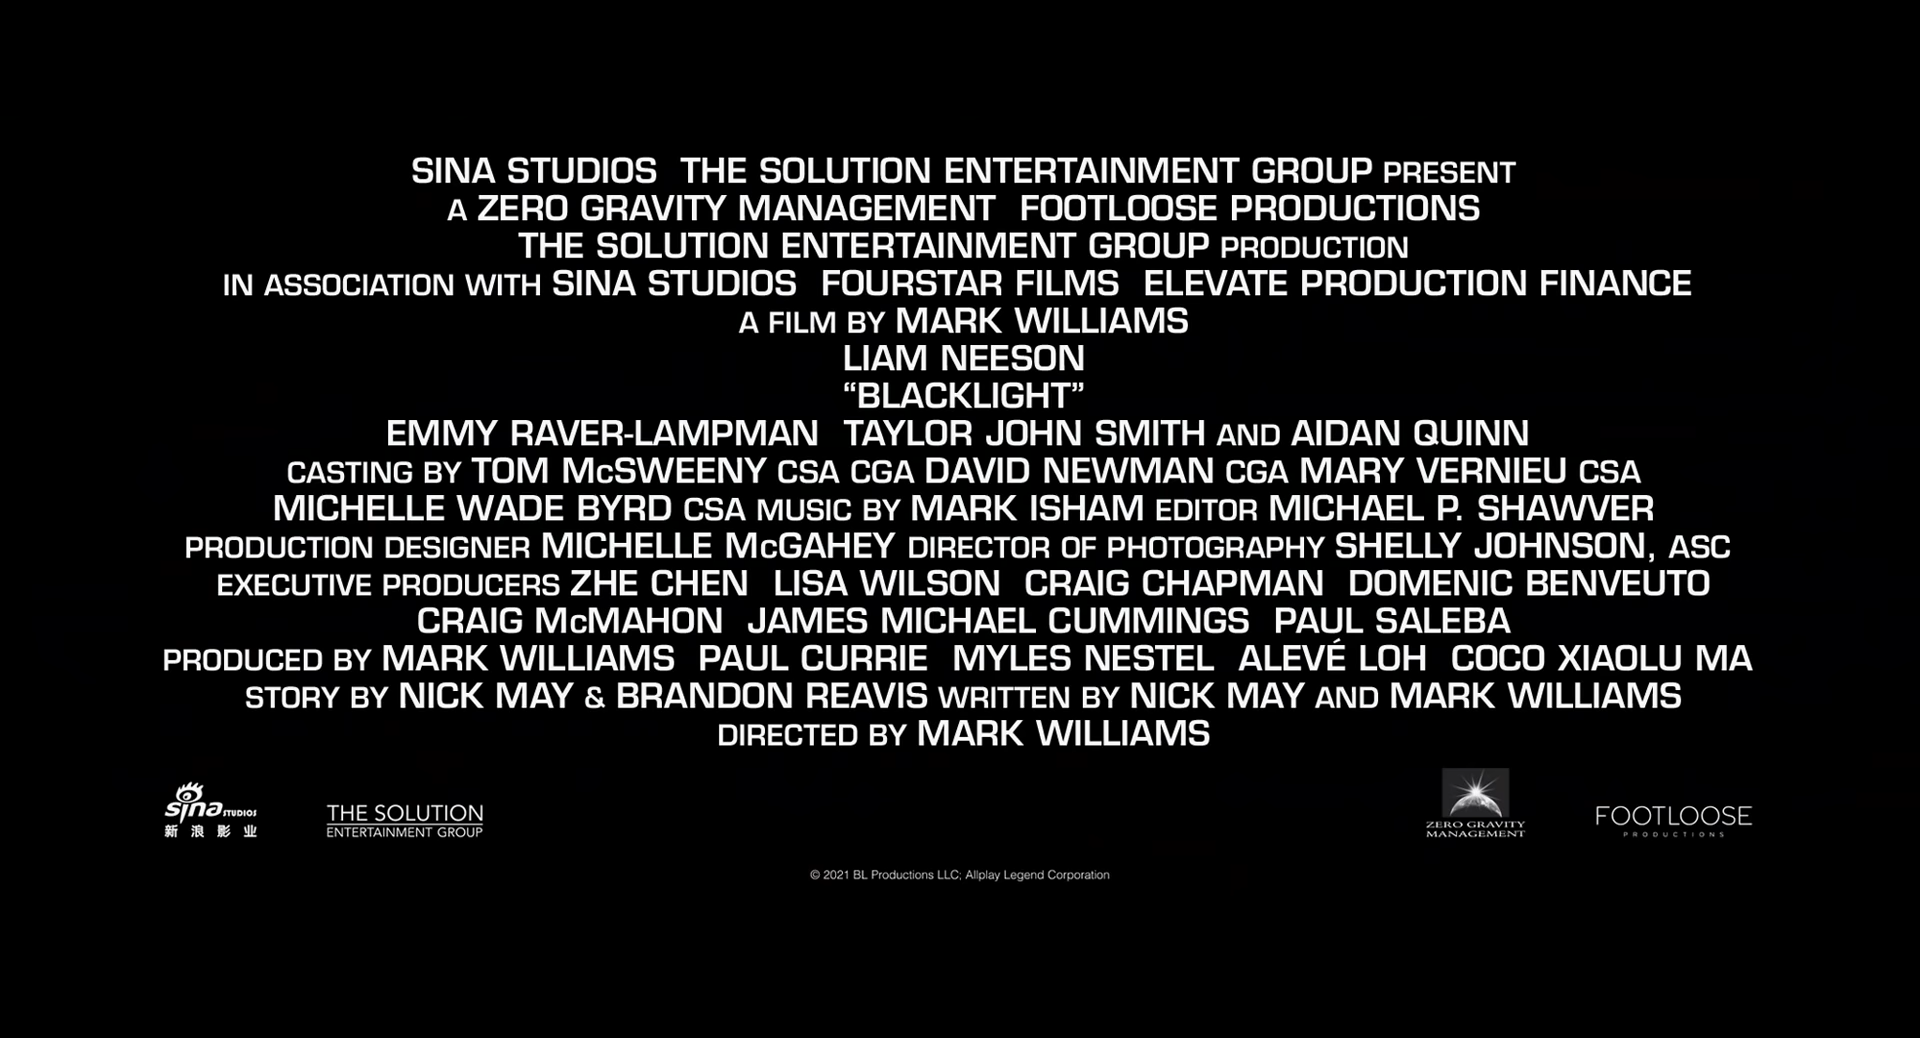 SINA STUDIOS THE SOLUTION ENTERTAINMENT GROUP PRESENT
A ZERO GRAVITY MANAGEMENT FOOTLOOSE PRODUCTIONS
THE SOLUTION ENTERTAINMENT GROUP PRODUCTION
IN ASSOCIATION WITH SINA STUDIOS FOURSTAR FILMS ELEVATE PRODUCTION FINANCE
A FILM BY MARK WILLIAMS
LIAM NEESON
“BLACKLIGHT”
EMMY RAVER-LAMPMAN TAYLOR JOHN SMITH AND AIDAN QUINN
CASTING BY TOM McSWEENY CSA CGA DAVID NEWMAN CGA MARY VERNIEU CSA
MICHELLE WADE BYRD CSA MUSIC BY MARK ISHAM EDITOR MICHAEL P. SHAWVER
PRODUCTION DESIGNER MICHELLE McGAHEY DIRECTOR OF PHOTOGRAPHY SHELLY JOHNSON, ASC
EXECUTIVE PRODUCERS ZHE CHEN LISA WILSON CRAIG CHAPMAN DOMENIC BENVEUTO
CRAIG McMAHON JAMES MICHAEL CUMMINGS PAUL SALEBA
PRODUCED BY MARK WILLIAMS PAUL CURRIE MYLES NESTEL ALEVÉ LOH COCO XIAOLU MA
STORY BY NICK MAY & BRANDON REAVIS WRITTEN BY NICK MAY AND MARK WILLIAMS
DIRECTED BY MARK WILLIAMS
sina STUDIOS
新浪影业
THE SOLUTION
ENTERTAINMENT GROUP
ZERO GRAVITY
MANAGEMENT
FOOTLOOSE
PRODUCTIONS
© 2021 BL Productions LLC; Allplay Legend Corporation